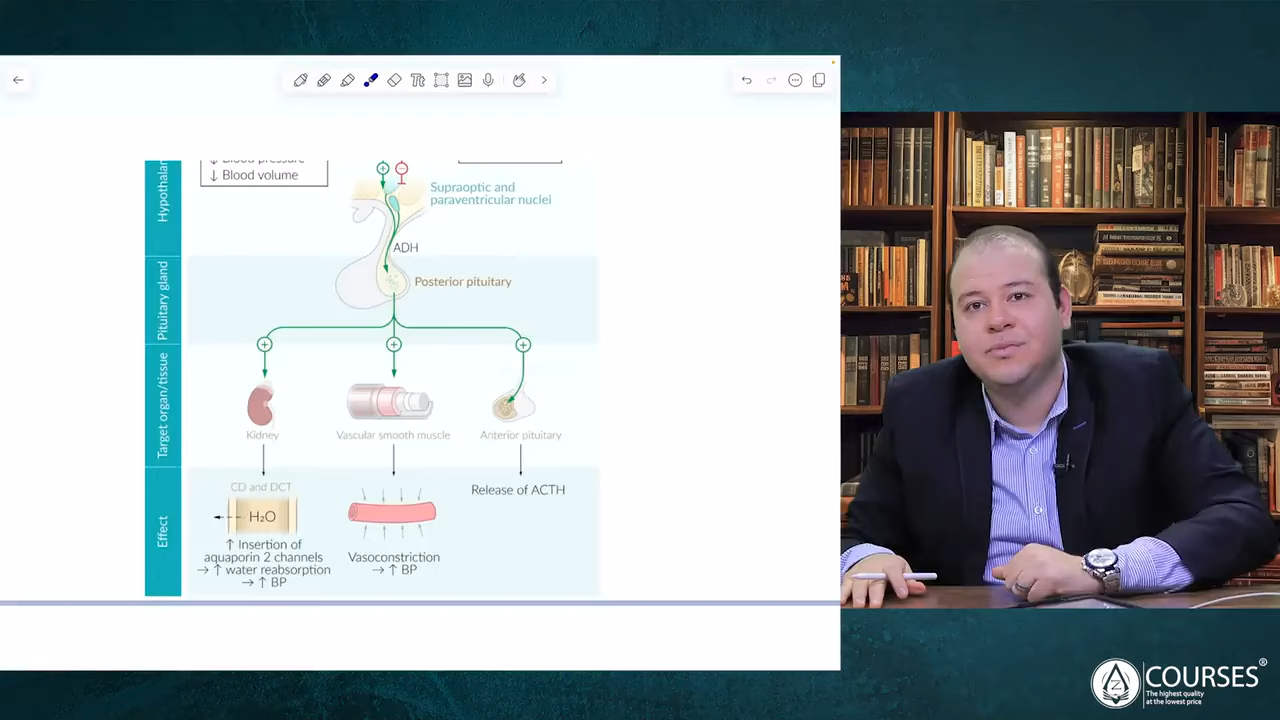 ↓ Blood pressure
↓ Blood volume
Supraoptic and
paraventricular nuclei
ADH
Posterior pituitary
Pituitary gland
Target organ/tissue
Kidney
Vascular smooth muscle
Anterior pituitary
Effect
CD and DCT
H₂O
↑ Insertion of
aquaporin 2 channels
→ ↑ water reabsorption
→ ↑ BP
Vasoconstriction
→ ↑ BP
Release of ACTH
COURSES®
The highest quality
at the lowest price